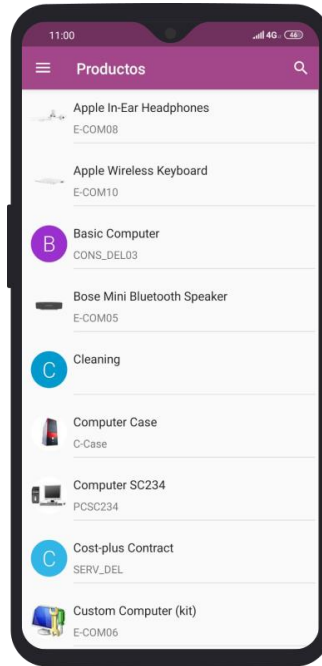 11:00
4G
46
Productos
Apple In-Ear Headphones
E-COM08
Apple Wireless Keyboard
E-COM10
B
Basic Computer
CONS_DEL03
Bose Mini Bluetooth Speaker
E-COM05
C
Cleaning
Computer Case
C-Case
Computer SC234
PCSC234
C
Cost-plus Contract
SERV_DEL
Custom Computer (kit)
E-COM06